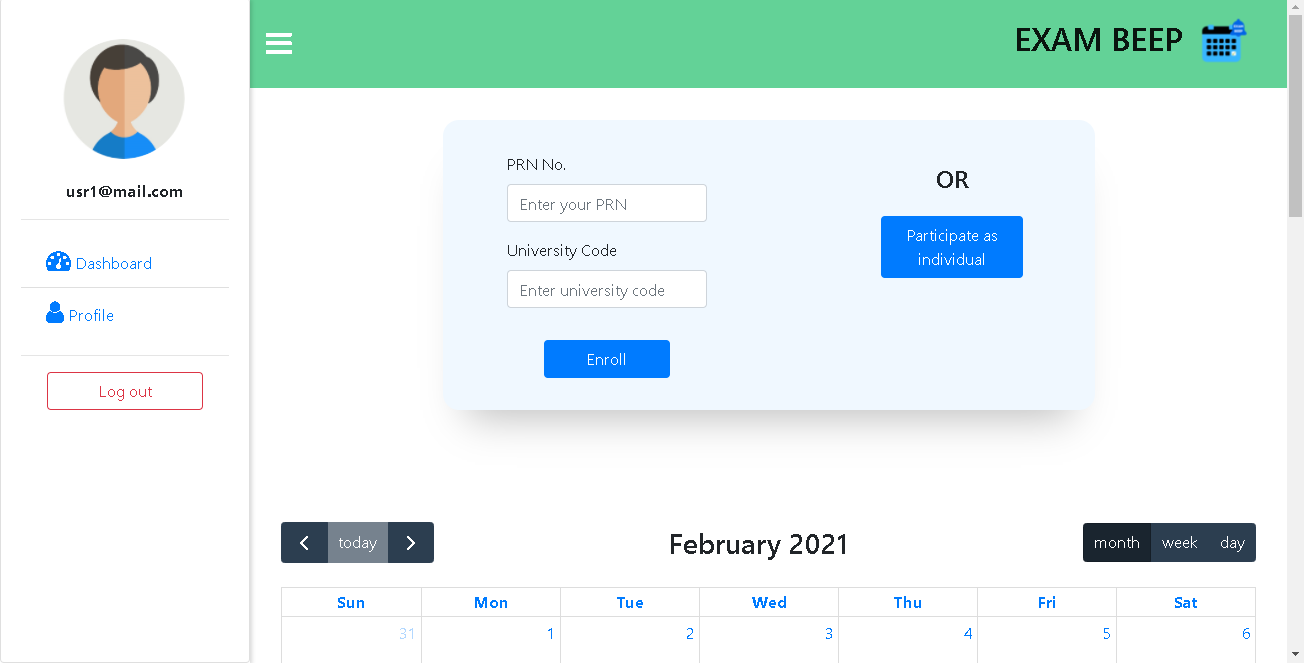 usr1@mail.com
Dashboard
Profile
Log out
EXAM BEEP
PRN No.
Enter your PRN
University Code
Enter university code
Enroll
OR
Participate as
individual
today
February 2021
month week day
Sun Mon Tue Wed Thu Fri Sat
31 1 2 3 4 5 6